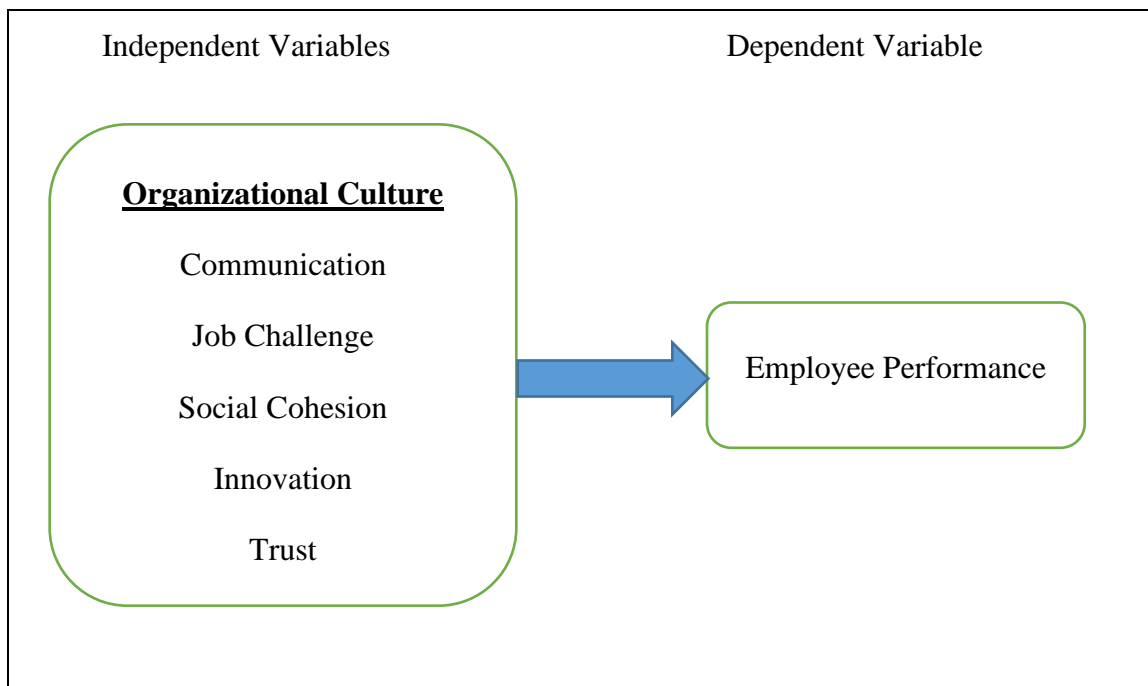 Independent Variables
Dependent Variable
Organizational Culture
Communication
Job Challenge
Social Cohesion
Innovation
Trust
Employee Performance